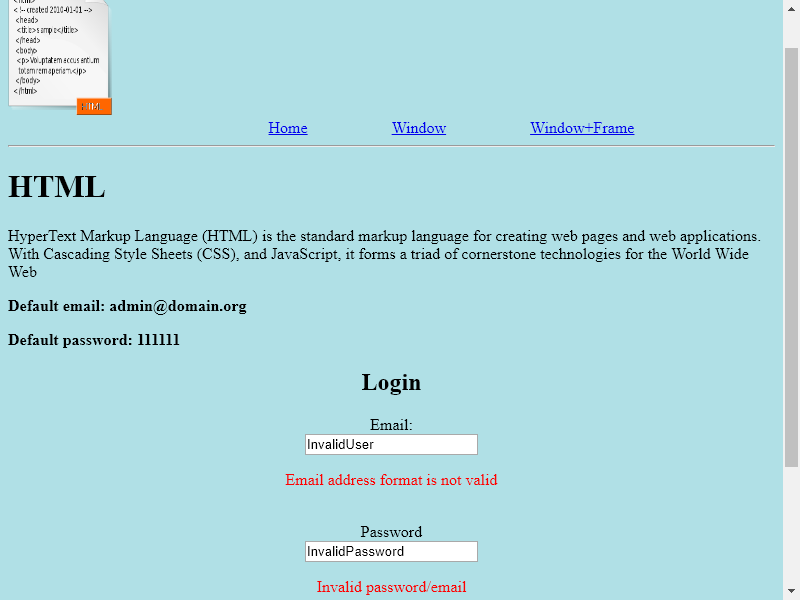 <!-- created 2010-01-01 -->
<head>
<title>sample</title>
</head>
<body>
<p>Voluptatem accusantium
totam rem aperiam.</p>
</body>
</html>
HTML
Home Window Window+Frame
HTML
HyperText Markup Language (HTML) is the standard markup language for creating web pages and web applications.
With Cascading Style Sheets (CSS), and JavaScript, it forms a triad of cornerstone technologies for the World Wide
Web
Default email: admin@domain.org
Default password: 111111
Login
Email:
InvalidUser
Email address format is not valid
Password
InvalidPassword
Invalid password/email